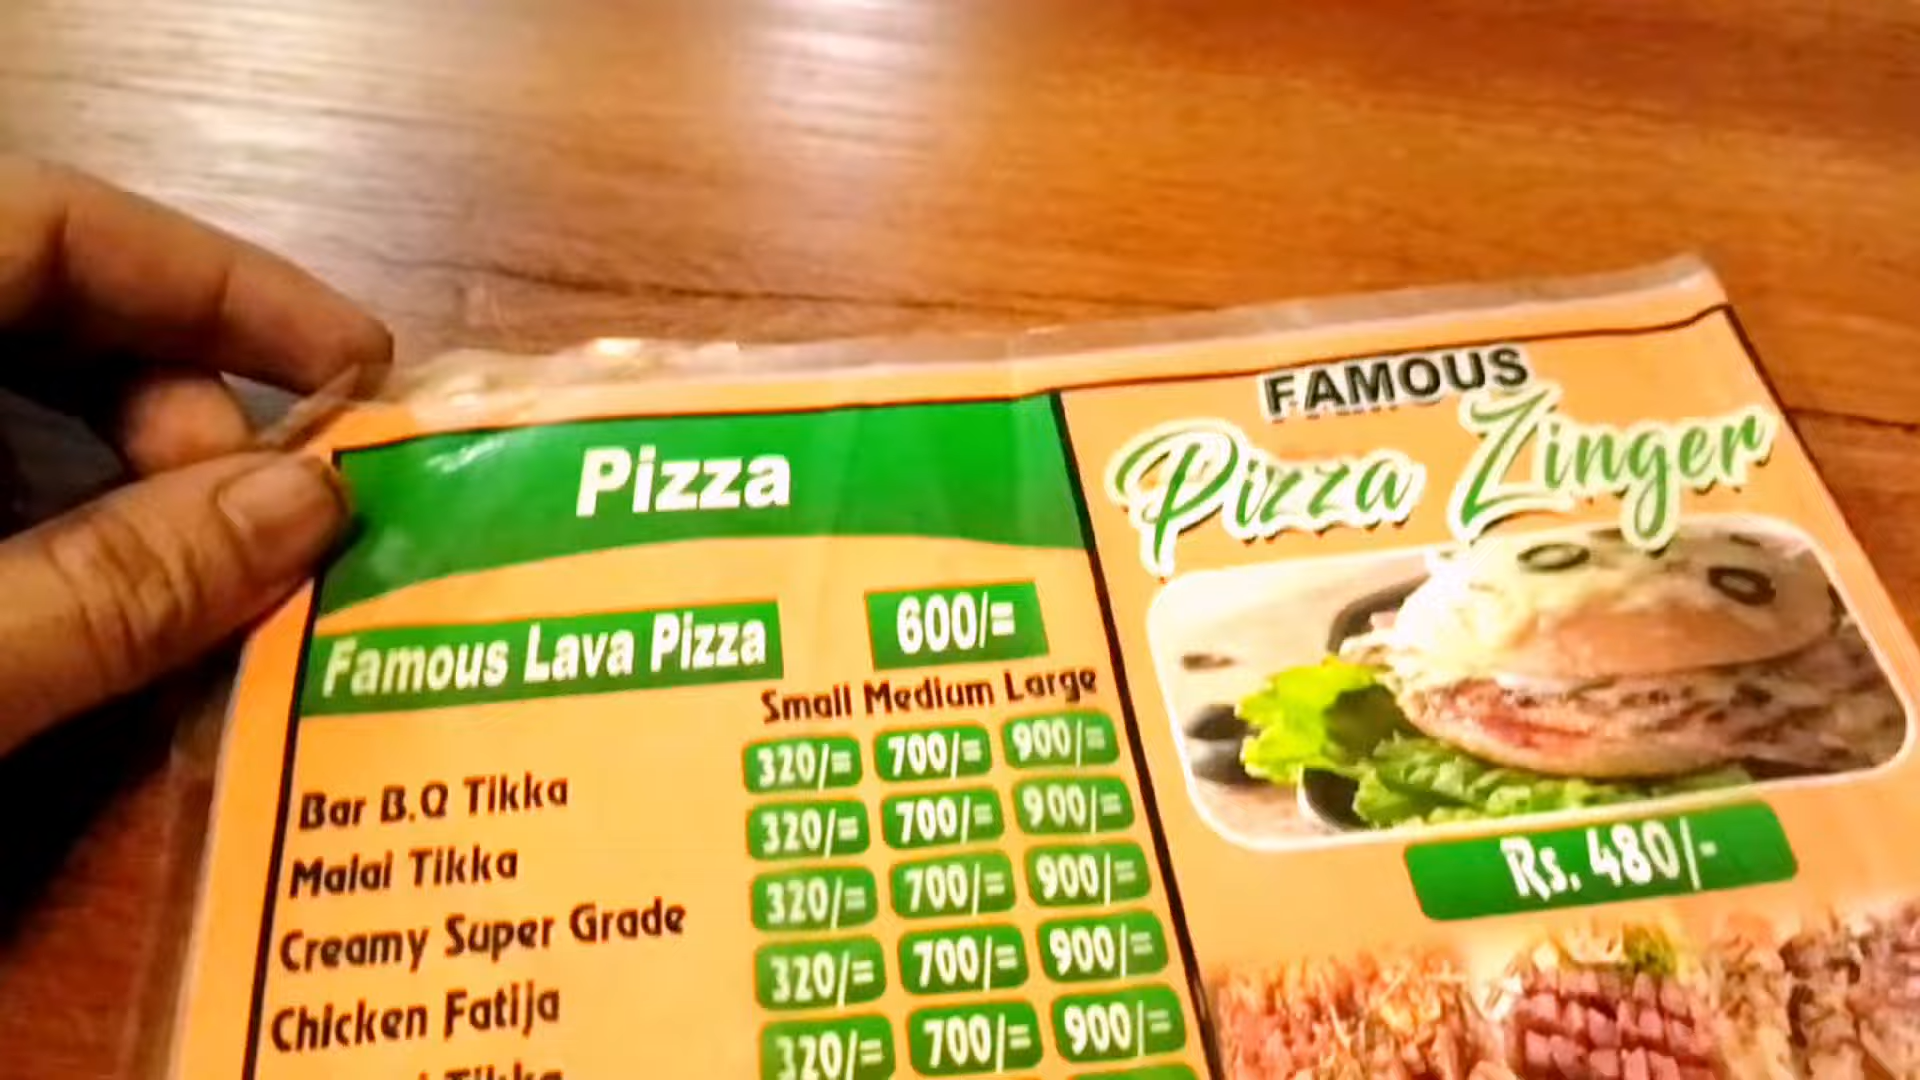 Pizza
Famous Lava Pizza 600/=
Small Medium Large
Bar B.Q Tikka 320/= 700/= 900/=
Malai Tikka 320/= 700/= 900/=
Creamy Super Grade 320/= 700/= 900/=
Chicken Fatija 320/= 700/= 900/=
Tikka 320/= 700/= 900/=
FAMOUS
Pizza Zinger
Rs. 480/-